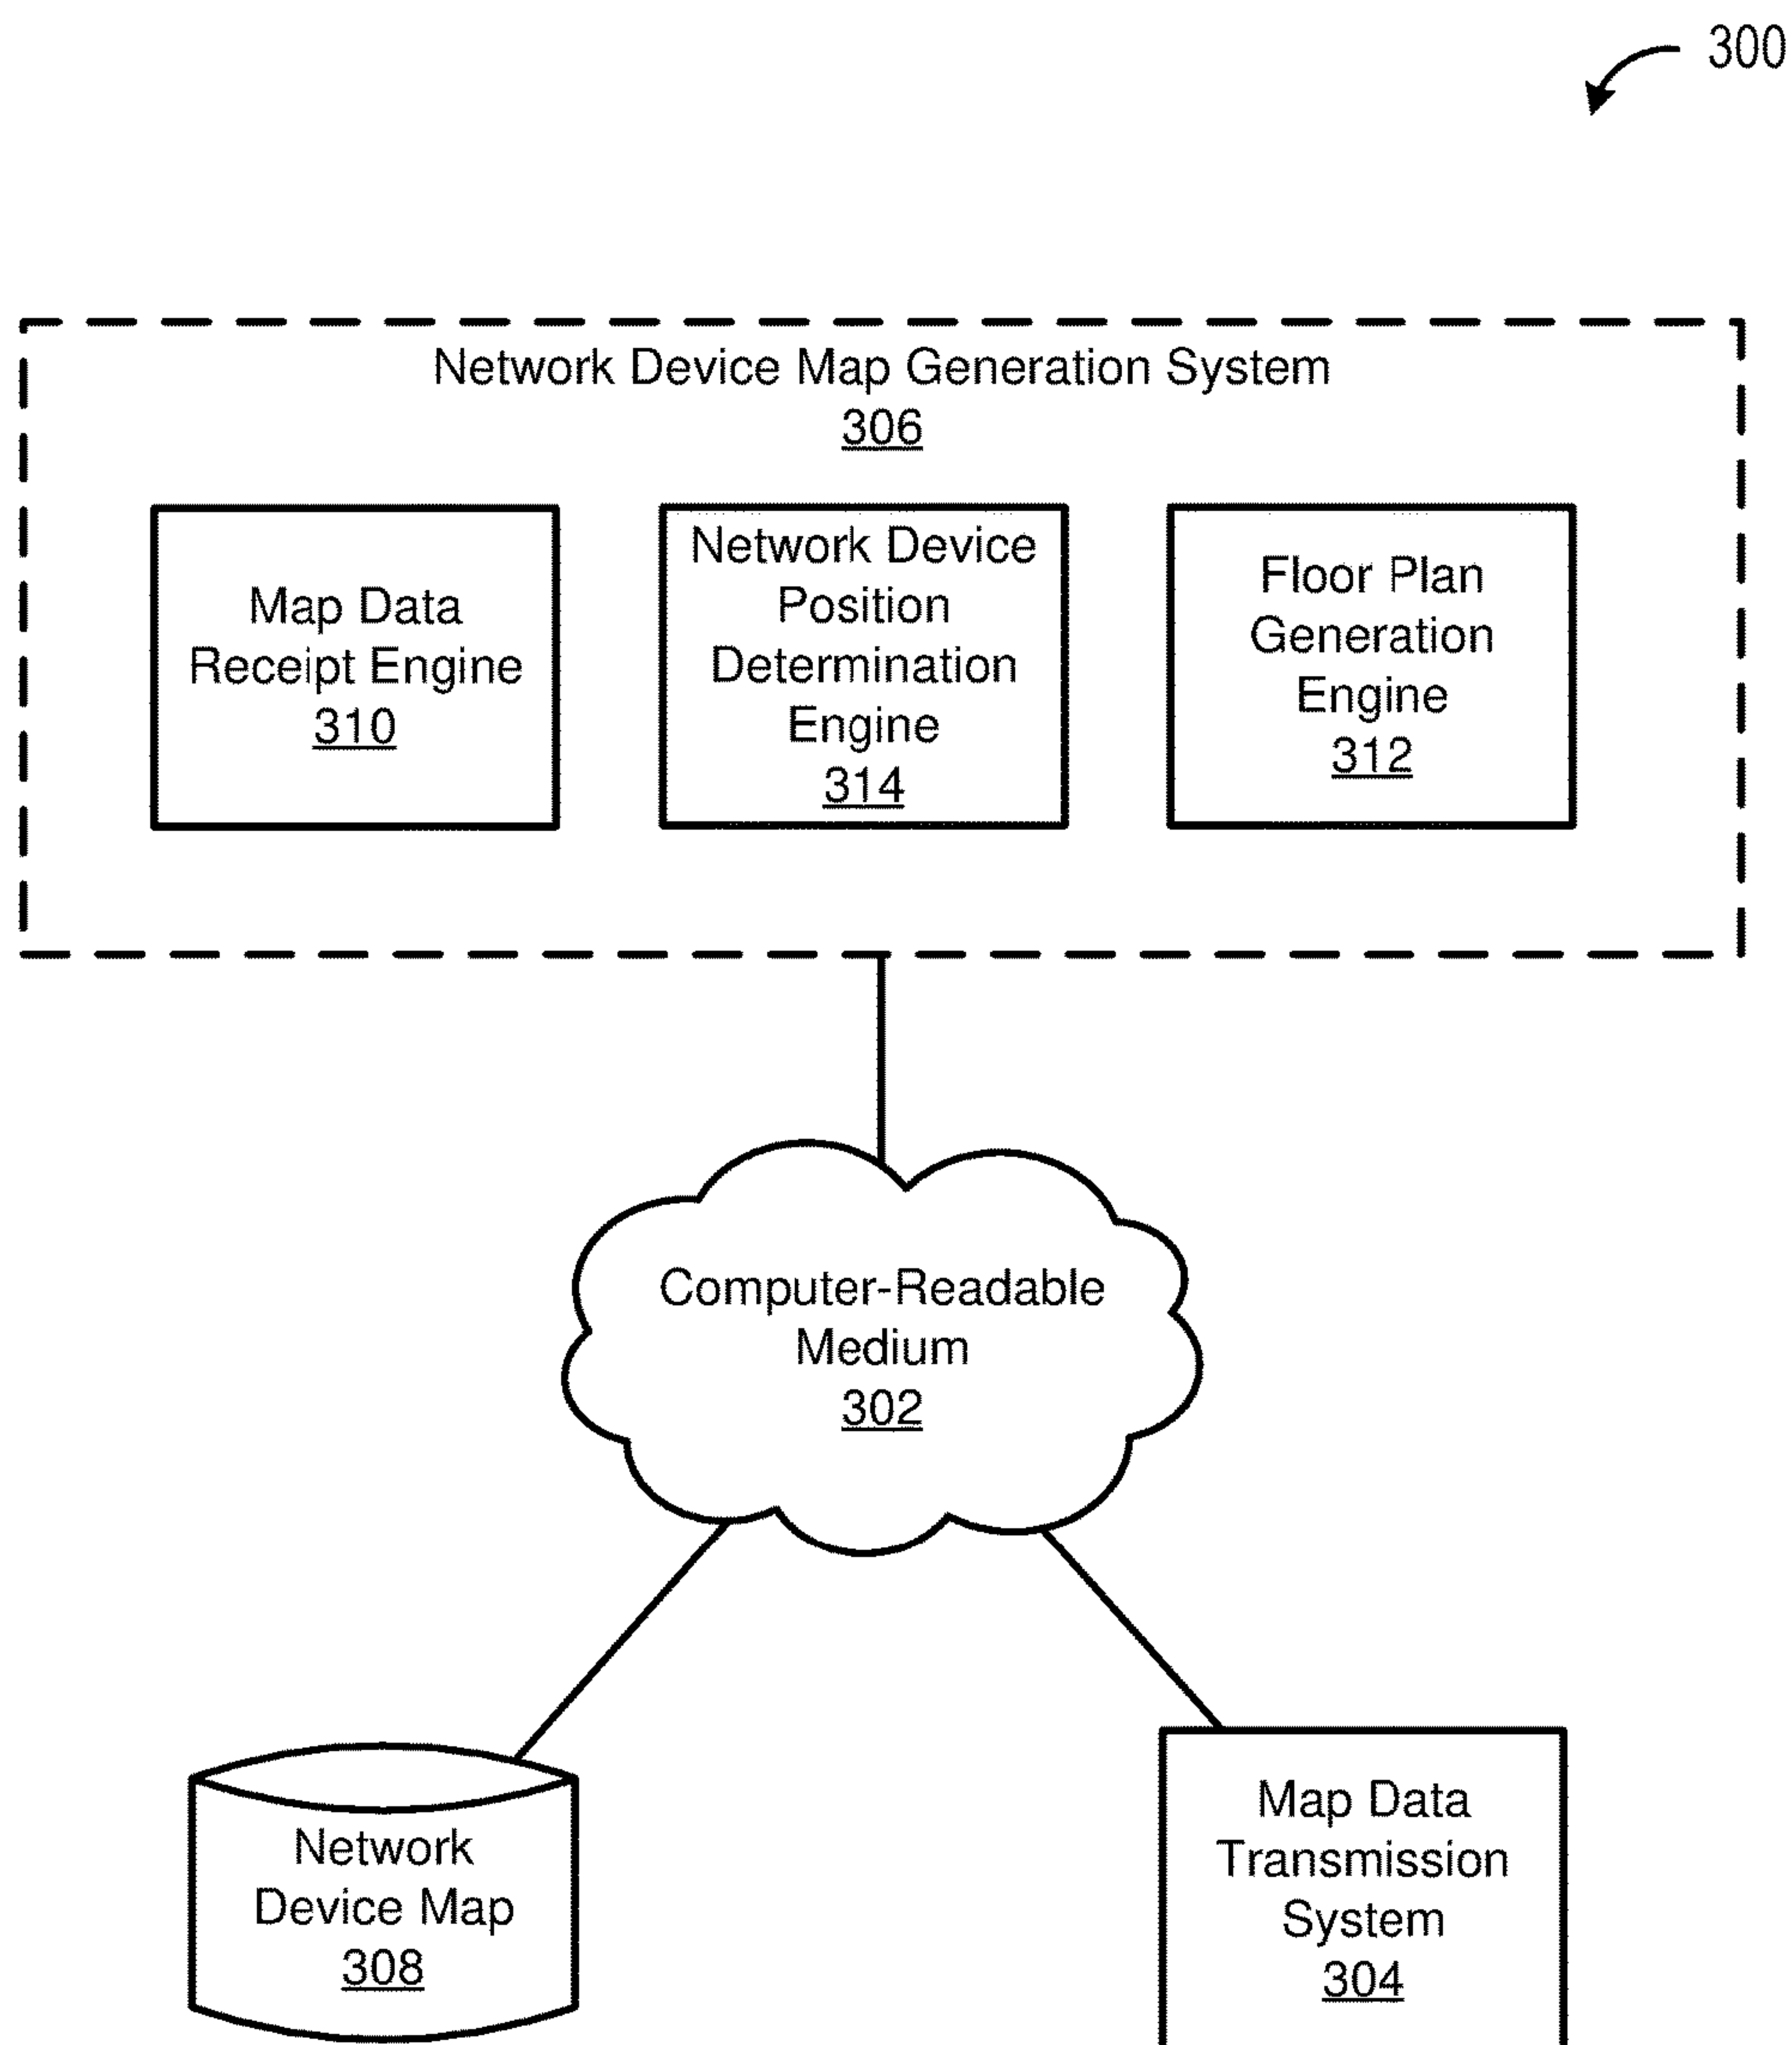 300
Network Device Map Generation System
306
Map Data
Receipt Engine
310
Network Device
Position
Determination
Engine
314
Floor Plan
Generation
Engine
312
Computer-Readable
Medium
302
Network
Device Map
308
Map Data
Transmission
System
304